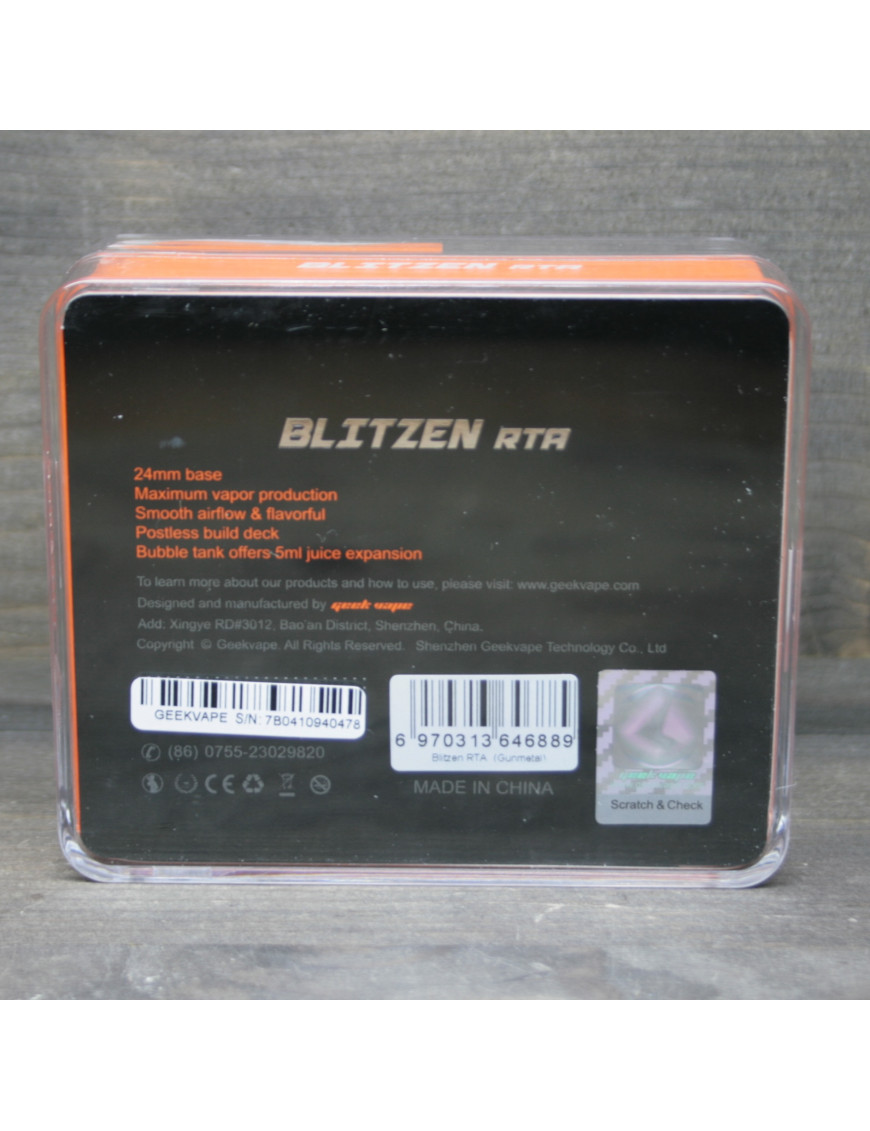 BLITZEN RTA
BLITZEN RTA
24mm base
Maximum vapor production
Smooth airflow & flavorful
Postless build deck
Bubble tank offers 5ml juice expansion
To learn more about our products and how to use, please visit: www.geekvape.com
Designed and manufactured by geek vape
Add: Xingye RD#3012, Bao'an District, Shenzhen, China.
Copyright © Geekvape. All Rights Reserved. Shenzhen Geekvape Technology Co., Ltd
GEEKVAPE S/N: 7B0410940478
6 970313 646889
Blitzen RTA (Gunmetal)
(86) 0755-23029820
CE
MADE IN CHINA
geek vape
Scratch & Check